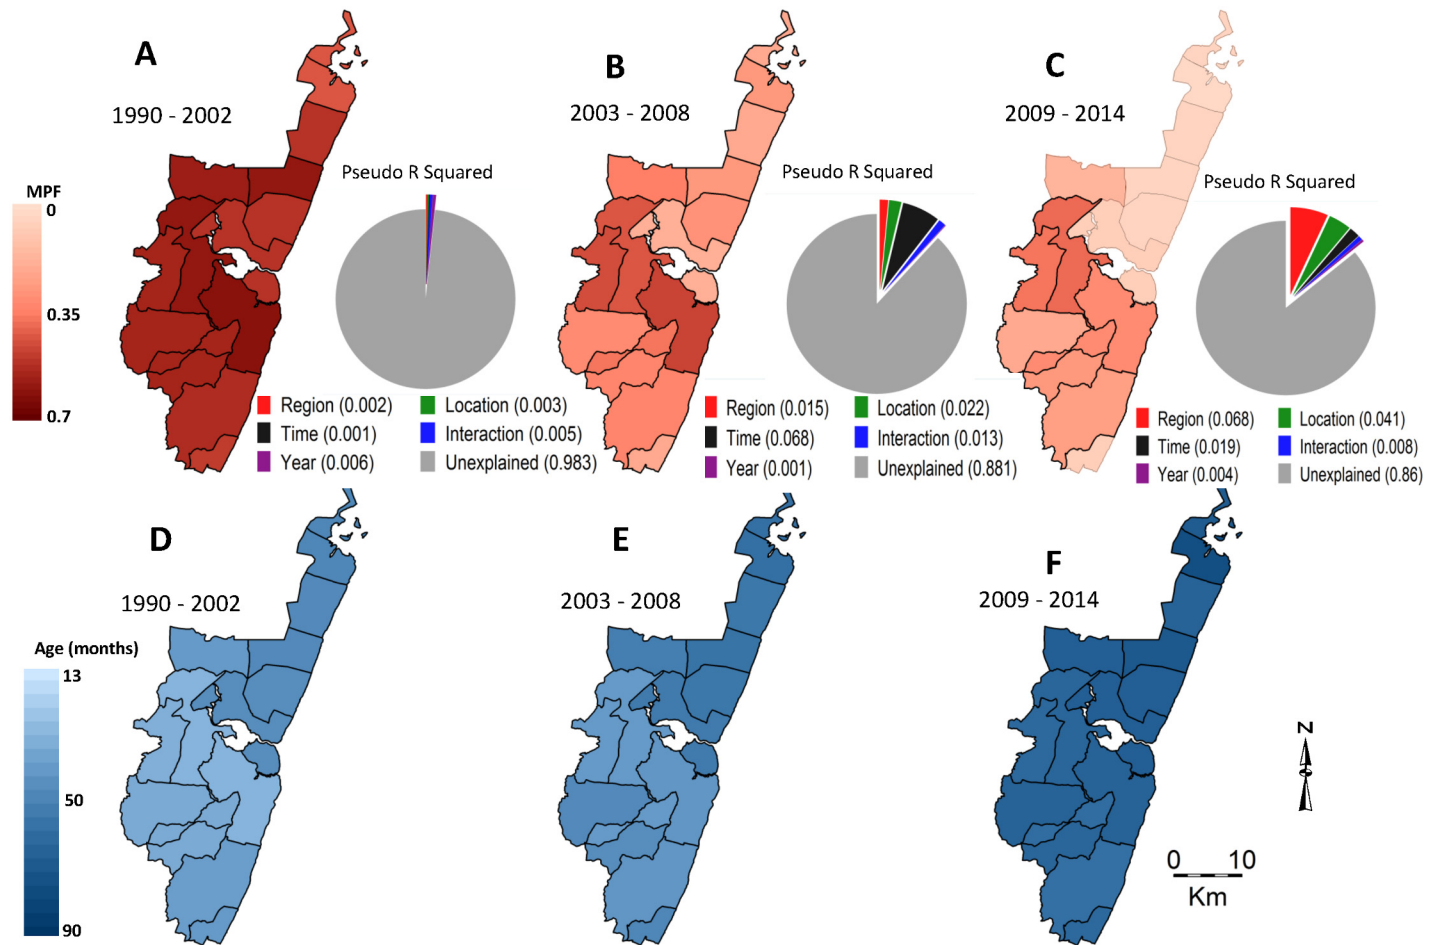 A
1990 - 2002
B
2003 - 2008
C
2009 - 2014
MPF
0
0.35
0.7
Pseudo R Squared
Pseudo R Squared
Pseudo R Squared
Region (0.002)
Location (0.003)
Time (0.001)
Interaction (0.005)
Year (0.006)
Unexplained (0.983)
Region (0.015)
Location (0.022)
Time (0.068)
Interaction (0.013)
Year (0.001)
Unexplained (0.881)
Region (0.068)
Location (0.041)
Time (0.019)
Interaction (0.008)
Year (0.004)
Unexplained (0.86)
D
1990 - 2002
E
2003 - 2008
F
2009 - 2014
Age (months)
13
50
90
N
0 10
Km